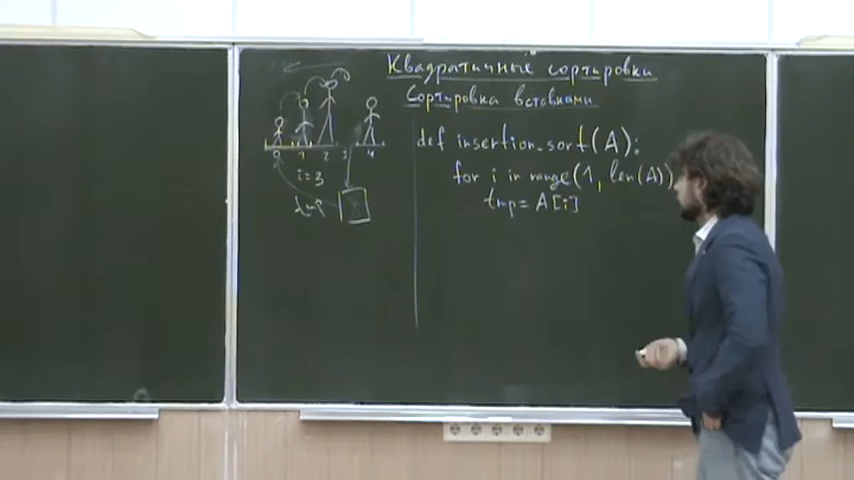 Квадратичные сортировки
Сортировка вставками
0 1 2 3 4
i=3
tmp
def insertion_sort(A):
for i in range(1, len(A))
tmp = A[i]